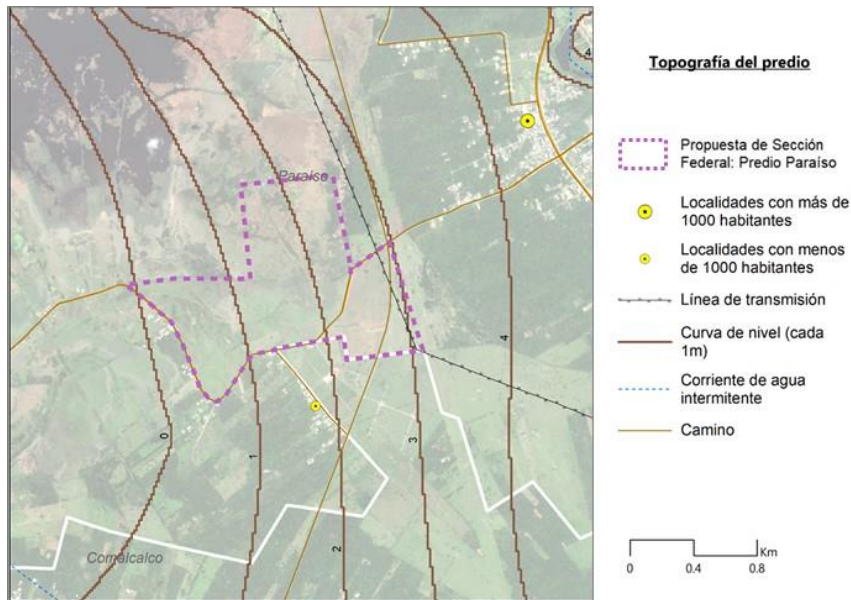 Paraíso
4
4
0
1
3
2
Comalcalco
Topografía del predio
Propuesta de Sección
Federal: Predio Paraíso
Localidades con más de
1000 habitantes
Localidades con menos
de 1000 habitantes
Línea de transmisión
Curva de nivel (cada
1m)
Corriente de agua
intermitente
Camino
Km
0 0.4 0.8